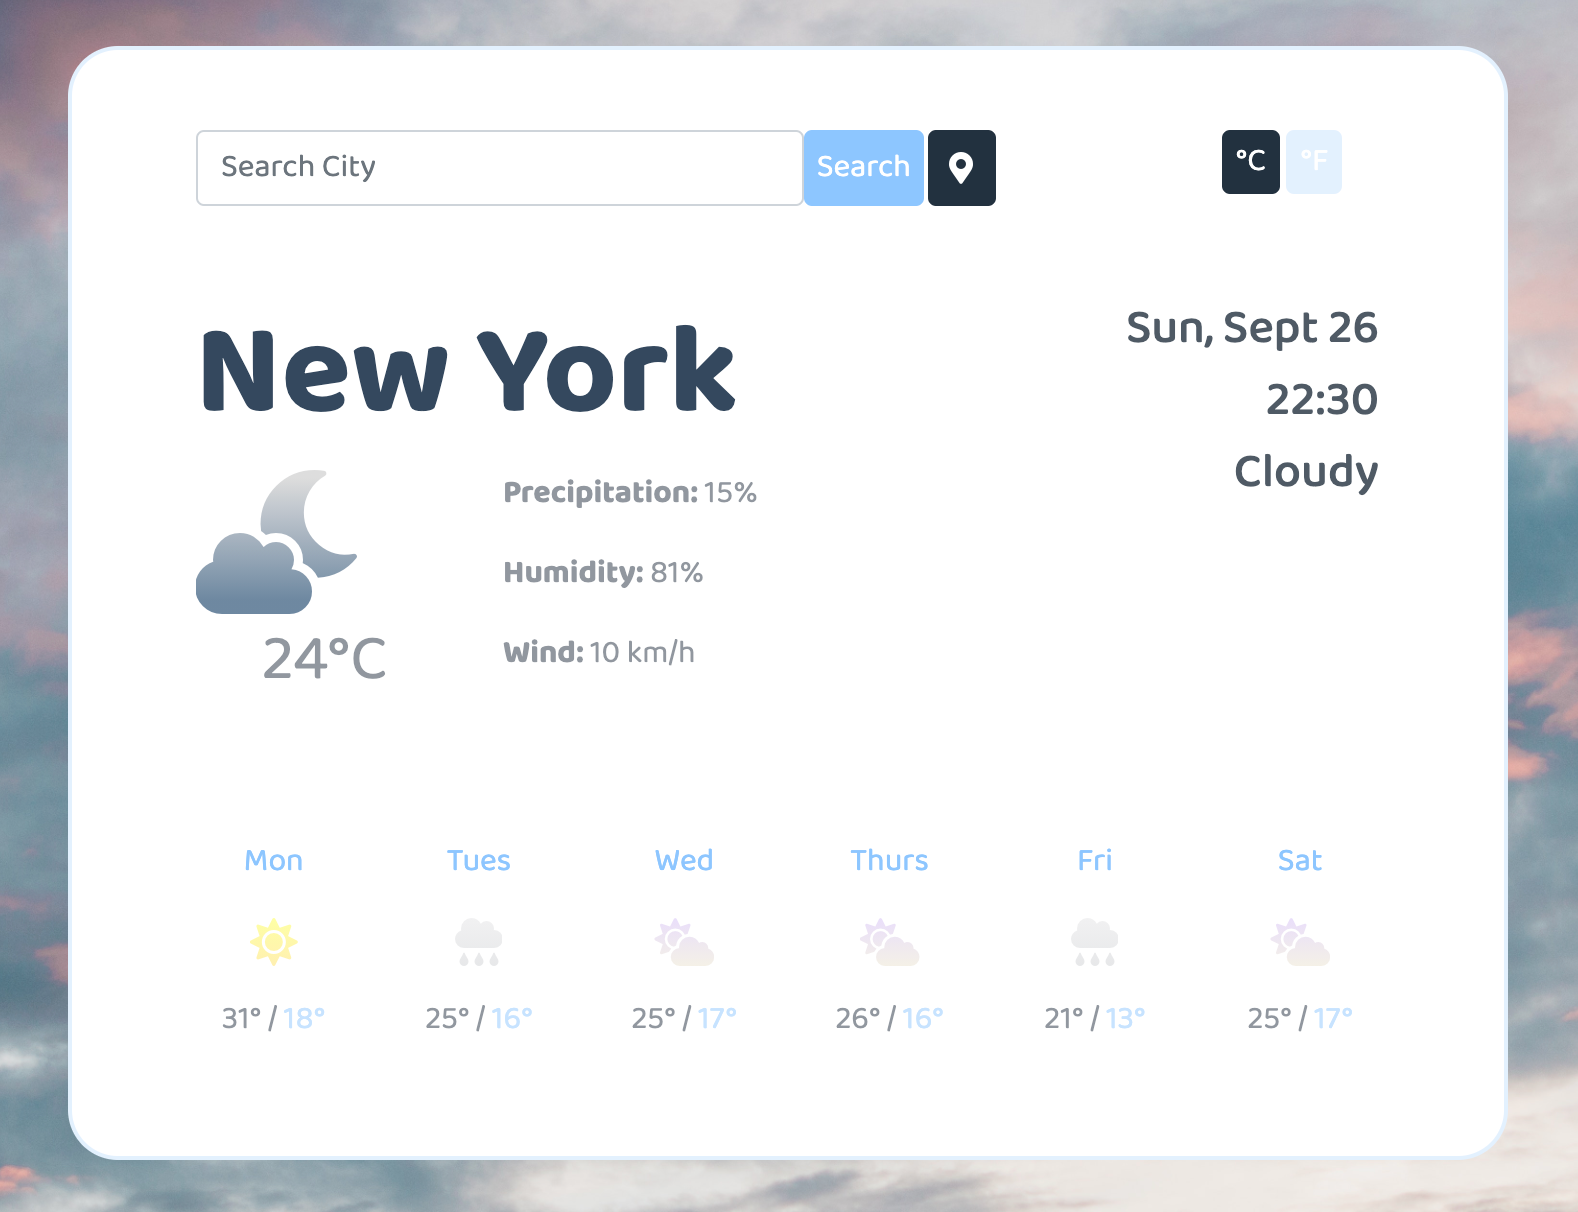 Search City
Search
°C
°F
New York
Sun, Sept 26
22:30
Cloudy
24°C
Precipitation: 15%
Humidity: 81%
Wind: 10 km/h
Mon
Tues
Wed
Thurs
Fri
Sat
31° / 18°
25° / 16°
25° / 17°
26° / 16°
21° / 13°
25° / 17°